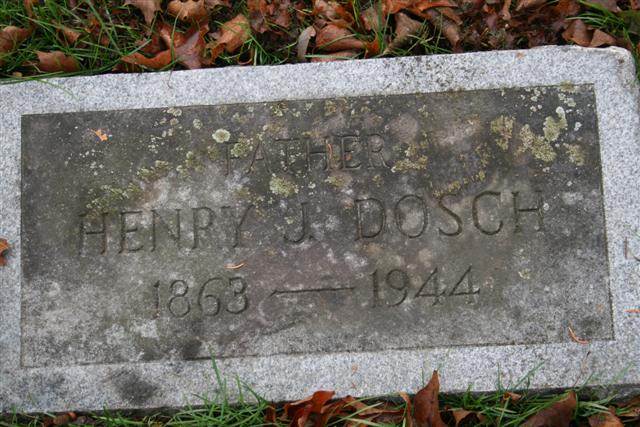 FATHER
HENRY J. DOSCH
1863 — 1944